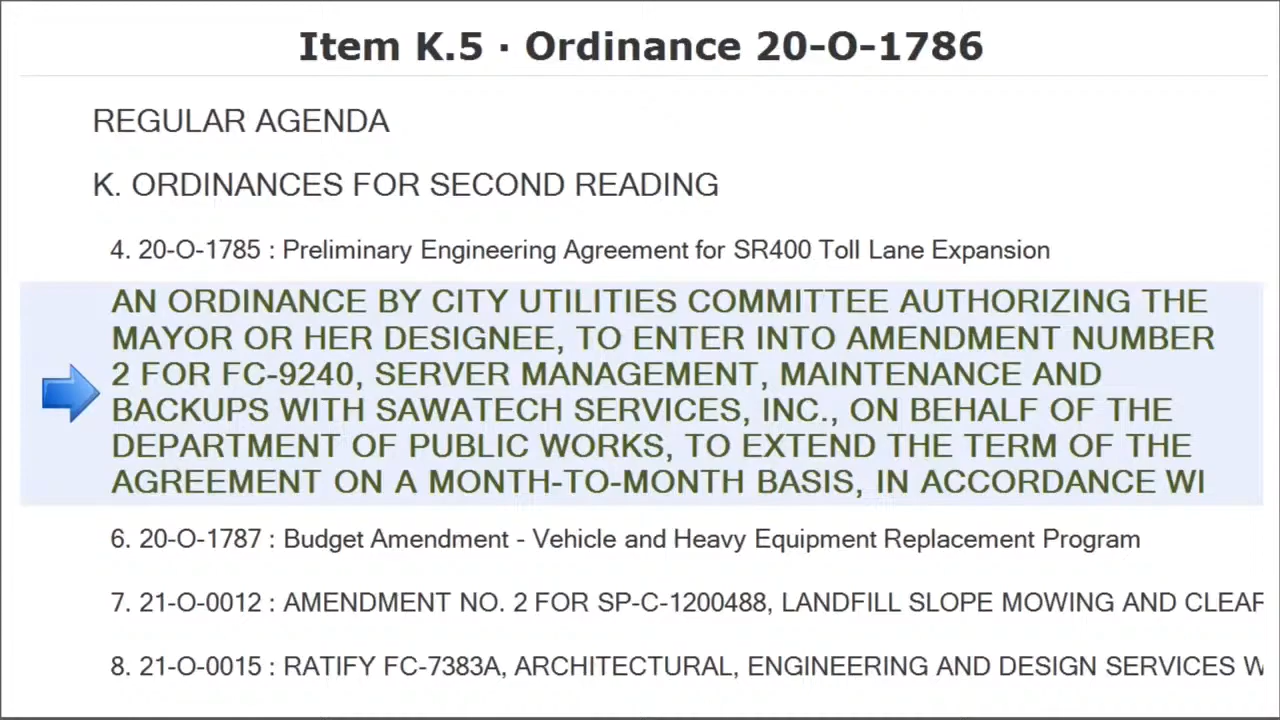 Item K.5 · Ordinance 20-O-1786
REGULAR AGENDA
K. ORDINANCES FOR SECOND READING
4. 20-O-1785 : Preliminary Engineering Agreement for SR400 Toll Lane Expansion
AN ORDINANCE BY CITY UTILITIES COMMITTEE AUTHORIZING THE
MAYOR OR HER DESIGNEE, TO ENTER INTO AMENDMENT NUMBER
2 FOR FC-9240, SERVER MANAGEMENT, MAINTENANCE AND
BACKUPS WITH SAWATECH SERVICES, INC., ON BEHALF OF THE
DEPARTMENT OF PUBLIC WORKS, TO EXTEND THE TERM OF THE
AGREEMENT ON A MONTH-TO-MONTH BASIS, IN ACCORDANCE WI
6. 20-O-1787 : Budget Amendment - Vehicle and Heavy Equipment Replacement Program
7. 21-O-0012 : AMENDMENT NO. 2 FOR SP-C-1200488, LANDFILL SLOPE MOWING AND
8. 21-O-0015 : RATIFY FC-7383A, ARCHITECTURAL, ENGINEERING AND DESIGN SERVICES